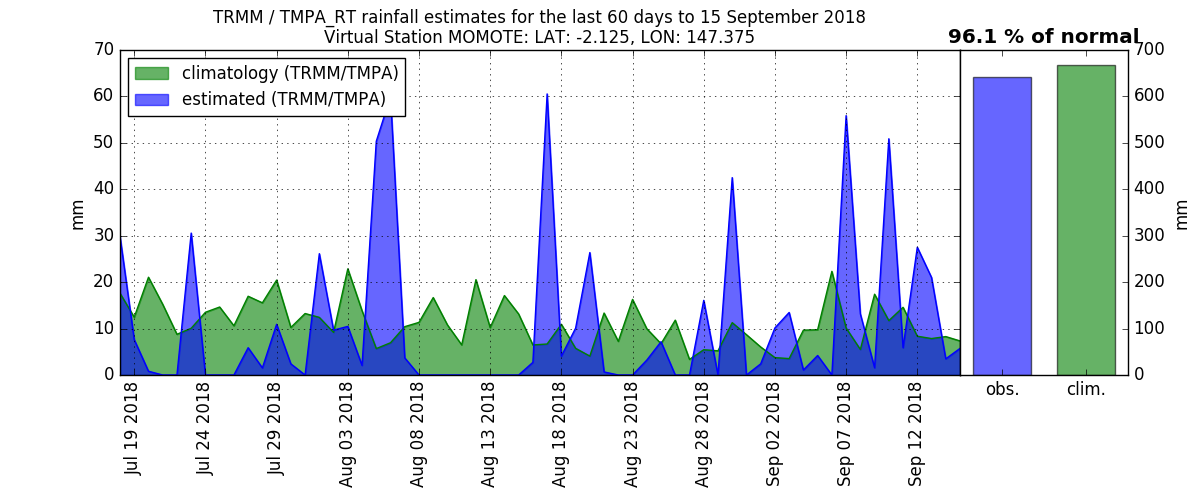 TRMM / TMPA_RT rainfall estimates for the last 60 days to 15 September 2018
Virtual Station MOMOTE: LAT: -2.125, LON: 147.375
96.1 % of normal
climatology (TRMM/TMPA)
estimated (TRMM/TMPA)
mm
70
60
50
40
30
20
10
0
Jul 19 2018
Jul 24 2018
Jul 29 2018
Aug 03 2018
Aug 08 2018
Aug 13 2018
Aug 18 2018
Aug 23 2018
Aug 28 2018
Sep 02 2018
Sep 07 2018
Sep 12 2018
700
600
500
400
300
200
100
0
mm
obs.
clim.